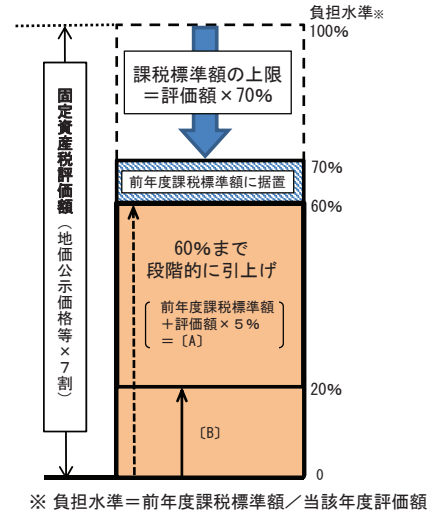 負担水準※
100%
課税標準額の上限
＝評価額×70%
固定資産税評価額（地価公示価格等×７割）
70%
前年度課税標準額に据置
60%
60%まで
段階的に引上げ
前年度課税標準額
＋評価額×５%
＝〔A〕
20%
〔B〕
0
※ 負担水準＝前年度課税標準額／当該年度評価額